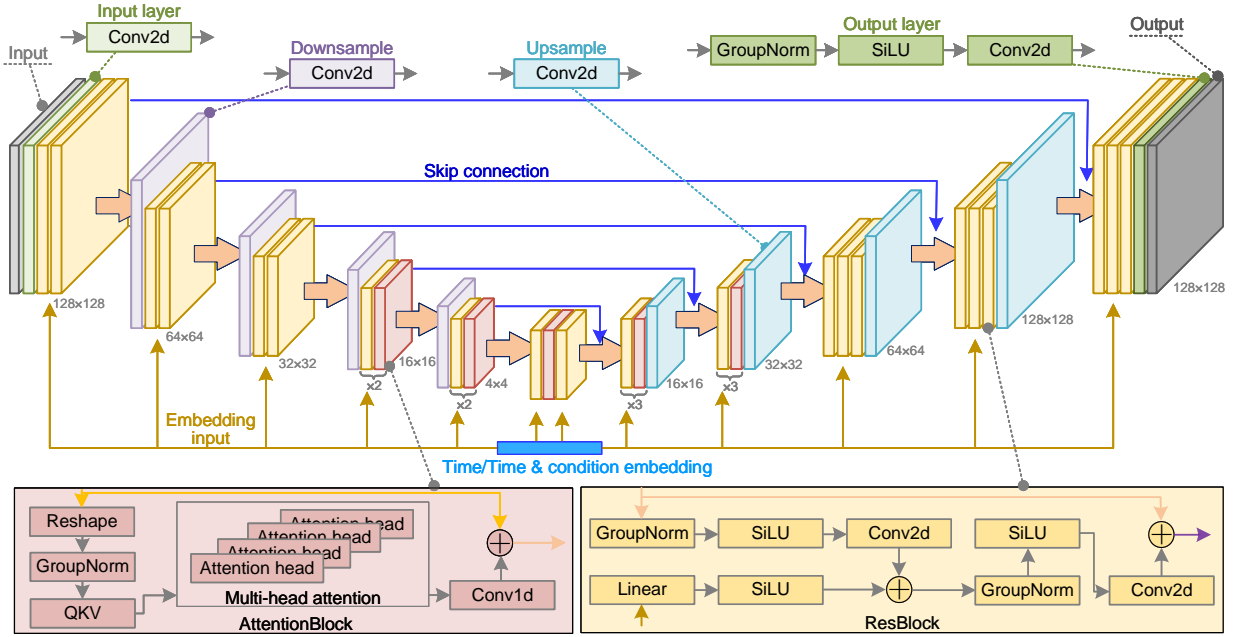 Input layer
Conv2d
Input
Downsample
Conv2d
Upsample
Conv2d
Output layer
GroupNorm
SiLU
Conv2d
Output
Skip connection
128×128
64×64
32×32
16×16
×2
4×4
×2
16×16
×3
32×32
×3
64×64
128×128
128×128
Embedding
input
Time/Time & condition embedding
Reshape
GroupNorm
QKV
Attention head
Attention head
Attention head
Attention head
Multi-head attention
Conv1d
AttentionBlock
GroupNorm
SiLU
Conv2d
SiLU
Linear
SiLU
GroupNorm
Conv2d
ResBlock